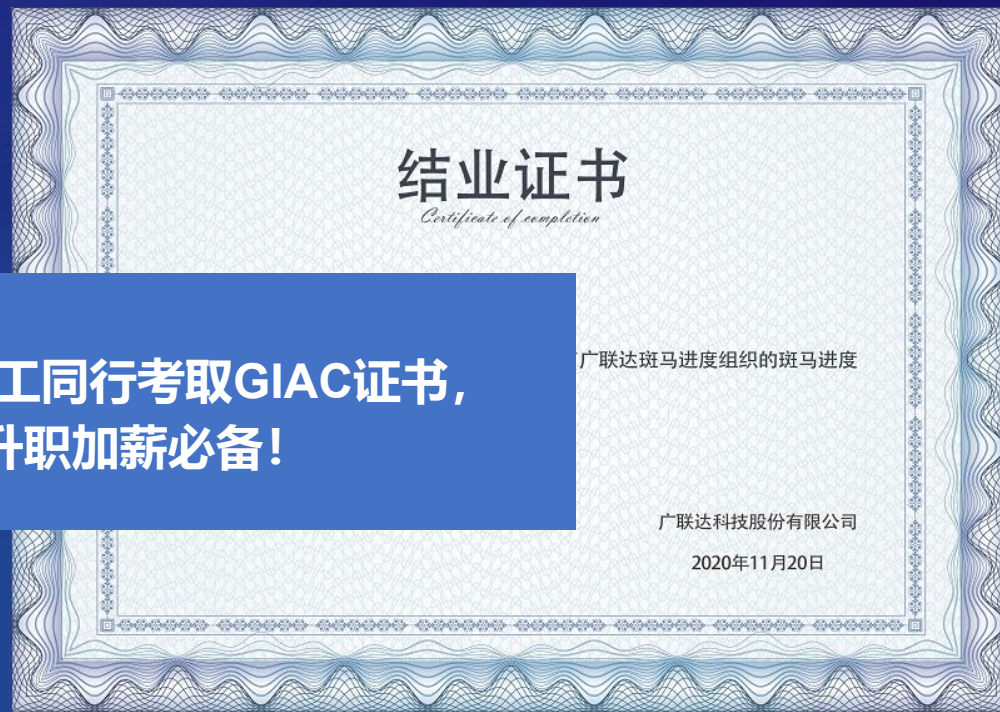 结业证书
Certificate of completion
广联达斑马进度组织的斑马进度
工同行考取GIAC证书，
升职加薪必备！
广联达科技股份有限公司
2020年11月20日